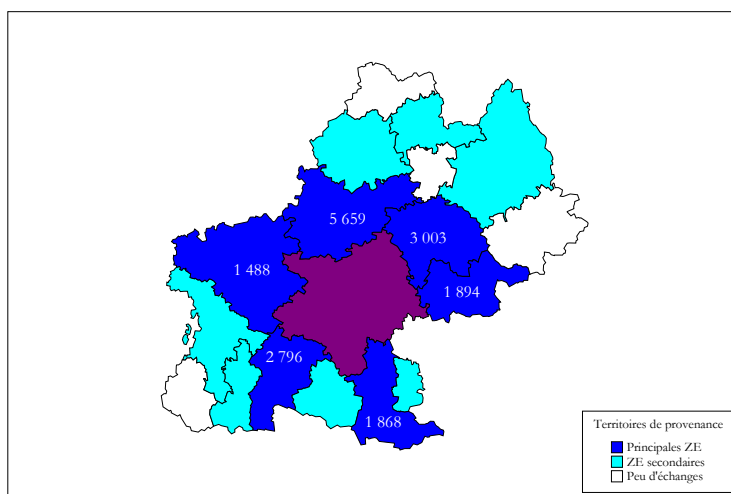 5 659
3 003
1 488
1 894
2 796
1 868
Territoires de provenance
Principales ZE
ZE secondaires
Peu d'échanges